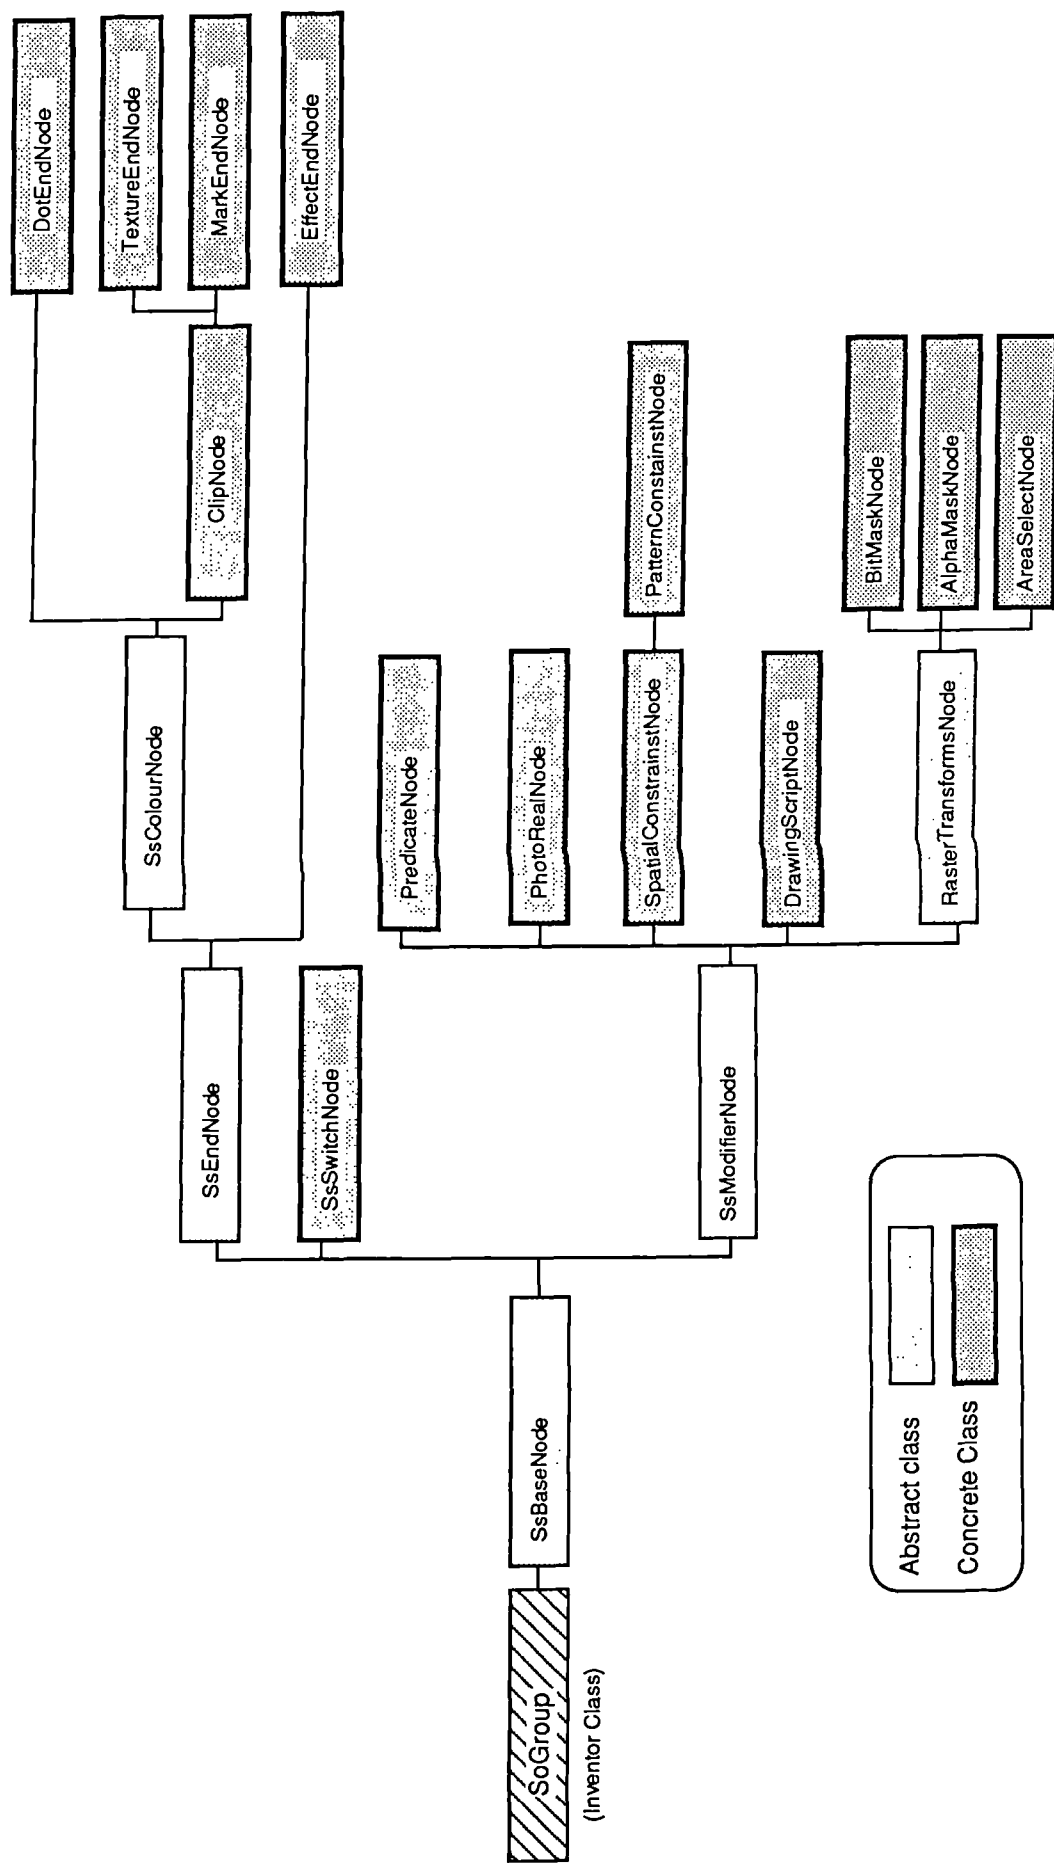 DotEndNode
TextureEndNode
MarkEndNode
EffectEndNode
ClipNode
SsColourNode
PredicateNode
PhotoRealNode
SpatialConstrainstNode
PatternConstainstNode
DrawingScriptNode
RasterTransformsNode
BitMaskNode
AlphaMaskNode
AreaSelectNode
SsEndNode
SsSwitchNode
SsModifierNode
SsBaseNode
SoGroup
(Inventor Class)
Abstract class
Concrete Class